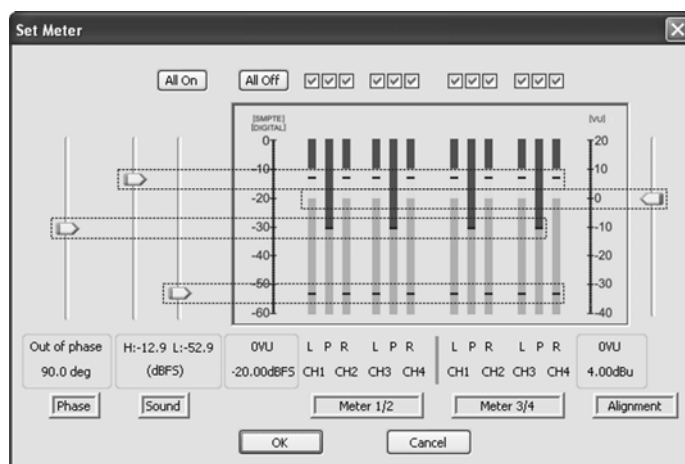 Set Meter
All On All Off
[SMPTE]
[DIGITAL]
[VU]
0 20
-10 10
-20 0
-30 -10
-40 -20
-50 -30
-60 -40
Out of phase H:-12.9 L:-52.9 0VU L P R L P R L P R L P R 0VU
90.0 deg (dBFS) -20.00dBFS CH1 CH2 CH3 CH4 CH1 CH2 CH3 CH4 4.00dBu
Phase Sound Meter 1/2 Meter 3/4 Alignment
OK Cancel